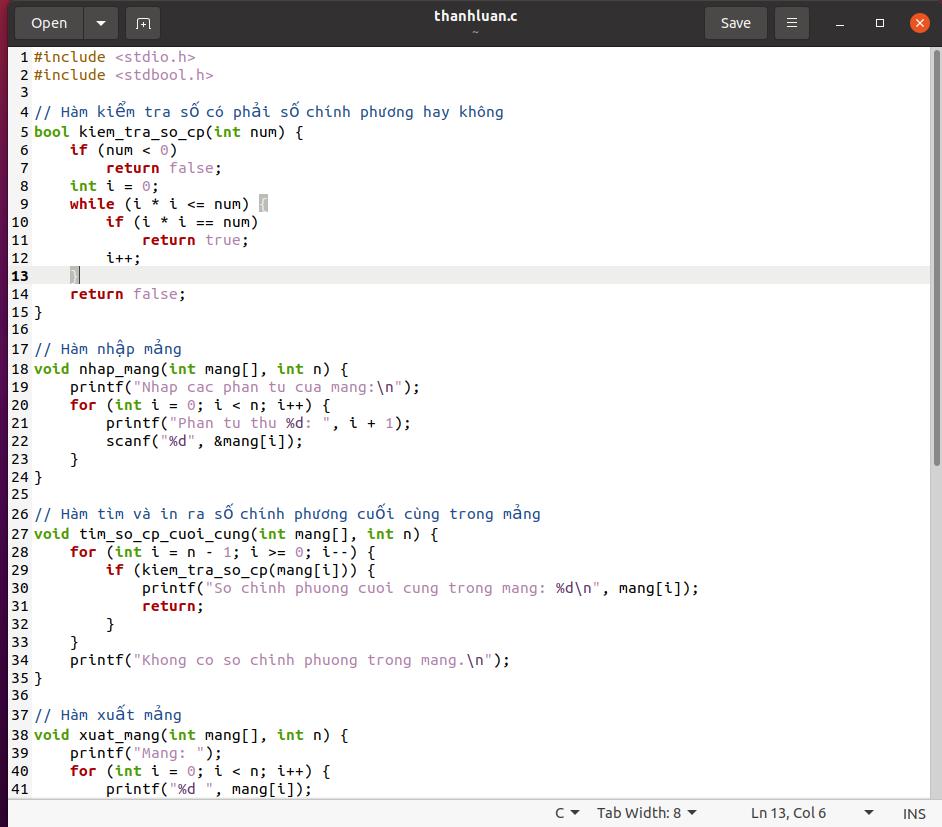 Open
thanhluan.c
~
Save
1 #include <stdio.h>
2 #include <stdbool.h>
3
4 // Hàm kiểm tra số có phải số chính phương hay không
5 bool kiem_tra_so_cp(int num) {
6     if (num < 0)
7         return false;
8     int i = 0;
9     while (i * i <= num) {
10         if (i * i == num)
11             return true;
12         i++;
13     }
14     return false;
15 }
16
17 // Hàm nhập mảng
18 void nhap_mang(int mang[], int n) {
19     printf("Nhap cac phan tu cua mang:\n");
20     for (int i = 0; i < n; i++) {
21         printf("Phan tu thu %d: ", i + 1);
22         scanf("%d", &mang[i]);
23     }
24 }
25
26 // Hàm tìm và in ra số chính phương cuối cùng trong mảng
27 void tim_so_cp_cuoi_cung(int mang[], int n) {
28     for (int i = n - 1; i >= 0; i--) {
29         if (kiem_tra_so_cp(mang[i])) {
30             printf("So chinh phuong cuoi cung trong mang: %d\n", mang[i]);
31             return;
32         }
33     }
34     printf("Khong co so chinh phuong trong mang.\n");
35 }
36
37 // Hàm xuất mảng
38 void xuat_mang(int mang[], int n) {
39     printf("Mang: ");
40     for (int i = 0; i < n; i++) {
41         printf("%d ", mang[i]);
C Tab Width: 8 Ln 13, Col 6 INS